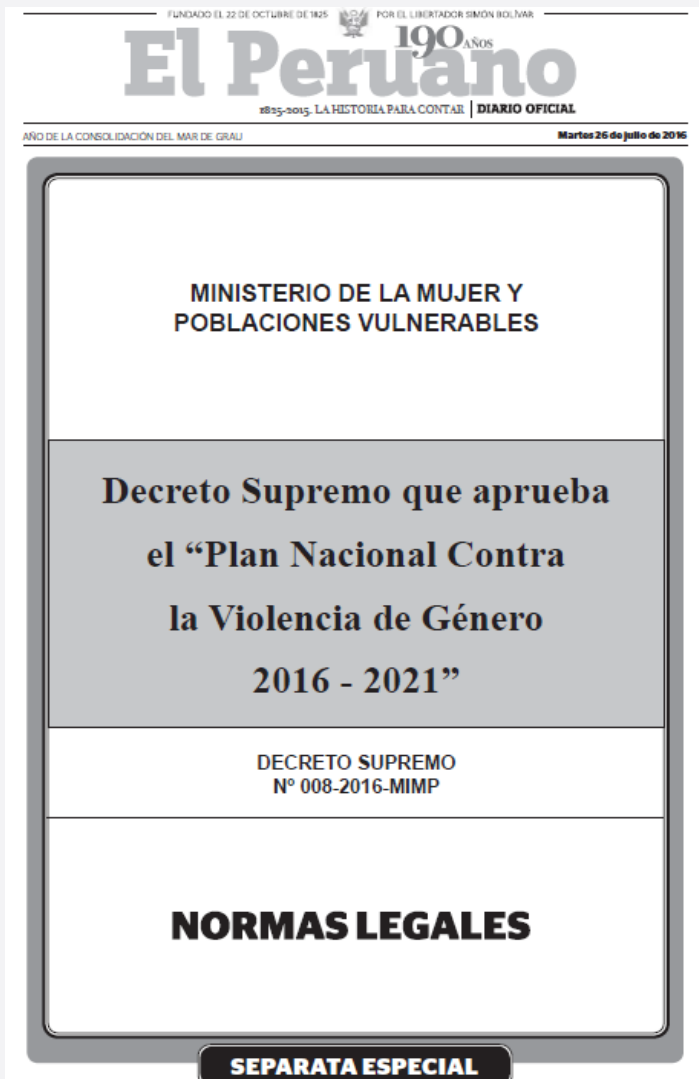 FUNDADO EL 22 DE OCTUBRE DE 1825 POR EL LIBERTADOR SIMÓN BOLÍVAR
190 AÑOS
El Peruano
1825-2015. LA HISTORIA PARA CONTAR | DIARIO OFICIAL
AÑO DE LA CONSOLIDACIÓN DEL MAR DE GRAU Martes 26 de julio de 2016
MINISTERIO DE LA MUJER Y
POBLACIONES VULNERABLES
Decreto Supremo que aprueba
el “Plan Nacional Contra
la Violencia de Género
2016 - 2021”
DECRETO SUPREMO
Nº 008-2016-MIMP
NORMAS LEGALES
SEPARATA ESPECIAL